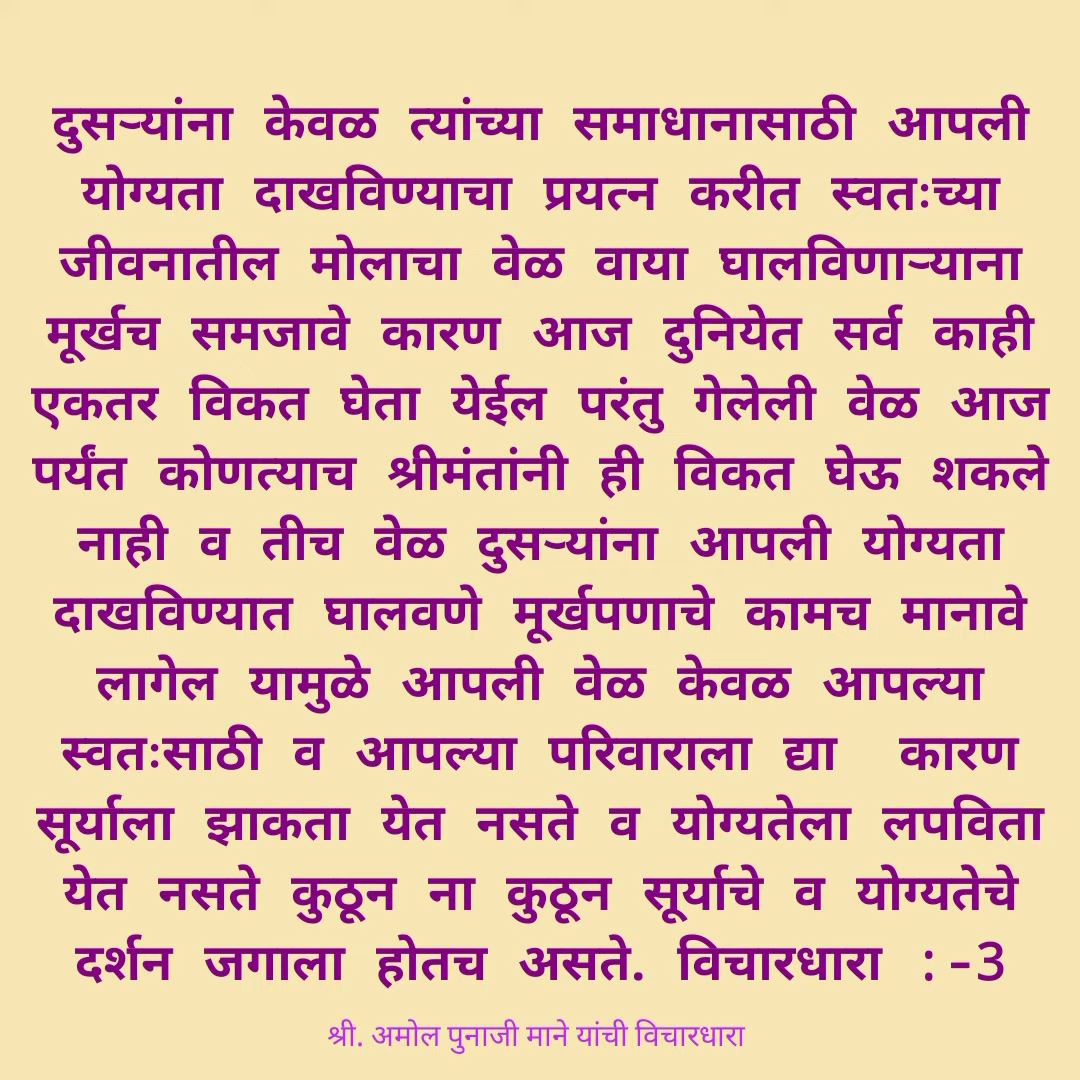 दुसऱ्यांना केवळ त्यांच्या समाधानासाठी आपली
योग्यता दाखविण्याचा प्रयत्न करीत स्वतःच्या
जीवनातील मोलाचा वेळ वाया घालविणाऱ्याना
मूर्खच समजावे कारण आज दुनियेत सर्व काही
एकतर विकत घेता येईल परंतु गेलेली वेळ आज
पर्यंत कोणत्याच श्रीमंतांनी ही विकत घेऊ शकले
नाही व तीच वेळ दुसऱ्यांना आपली योग्यता
दाखविण्यात घालवणे मूर्खपणाचे कामच मानावे
लागेल यामुळे आपली वेळ केवळ आपल्या
स्वतःसाठी व आपल्या परिवाराला द्या कारण
सूर्याला झाकता येत नसते व योग्यतेला लपविता
येत नसते कुठून ना कुठून सूर्याचे व योग्यतेचे
दर्शन जगाला होतच असते. विचारधारा :-3
श्री. अमोल पुनाजी माने यांची विचारधारा